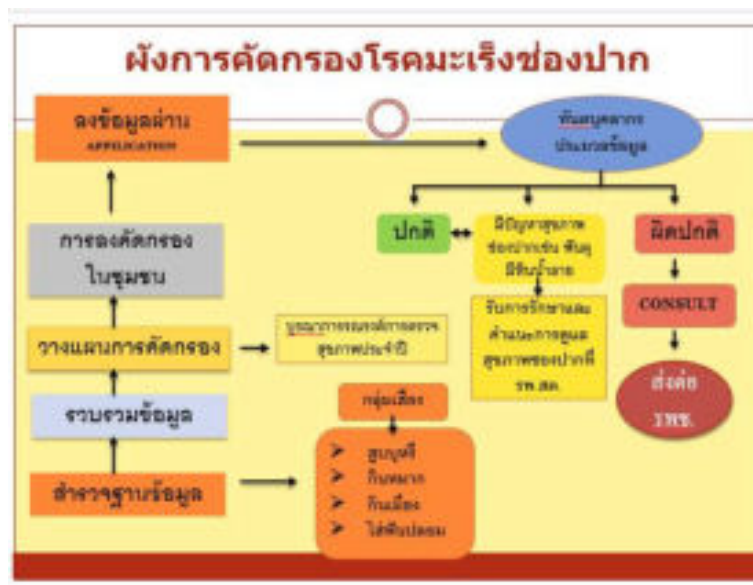 ผังการคัดกรองโรคมะเร็งช่องปาก
ลงข้อมูลผ่าน
APPLICATION
ทันตบุคลากร
ประมวลข้อมูล
การลงคัดกรอง
ในชุมชน
ปกติ
มีปัญหาสุขภาพ
ช่องปากเช่น ฟันผุ
มีหินน้ำลาย
ผิดปกติ
CONSULT
วางแผนการคัดกรอง
บูรณาการรณรงค์การตรวจ
สุขภาพประจำปี
รับการรักษาและ
คำแนะการดูแล
สุขภาพช่องปากที่
รพ.สต.
ส่งต่อ
รพช.
รวบรวมข้อมูล
กลุ่มเสี่ยง
สำรวจฐานข้อมูล
สูบบุหรี่
กินหมาก
กินเมี่ยง
ใส่ฟันปลอม